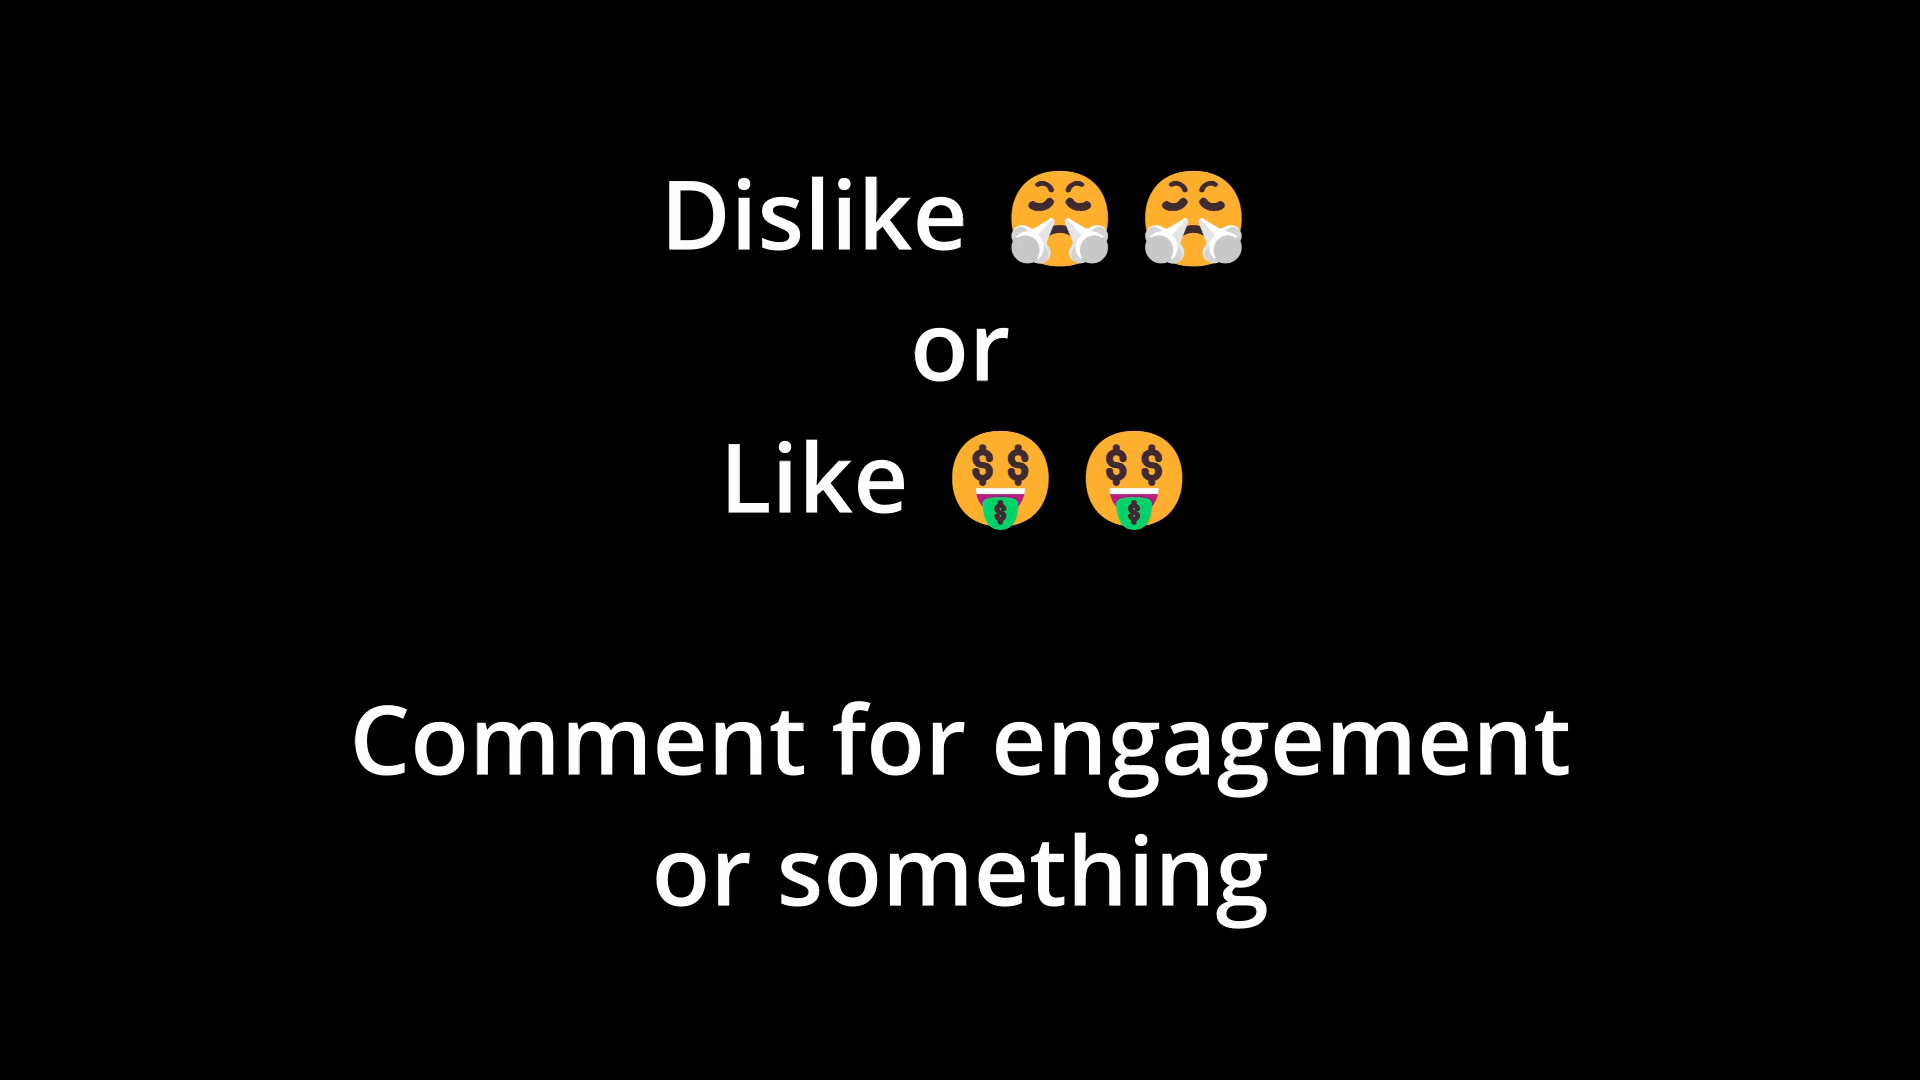 Dislike 😤😤
or
Like 🤑🤑
Comment for engagement
or something